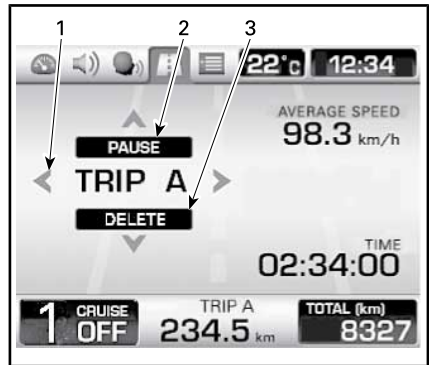 1 2 3
22°c 12:34
AVERAGE SPEED
98.3 km/h
PAUSE
TRIP A
DELETE
TIME
02:34:00
1 CRUISE OFF
TRIP A
234.5 km
TOTAL (km)
8327